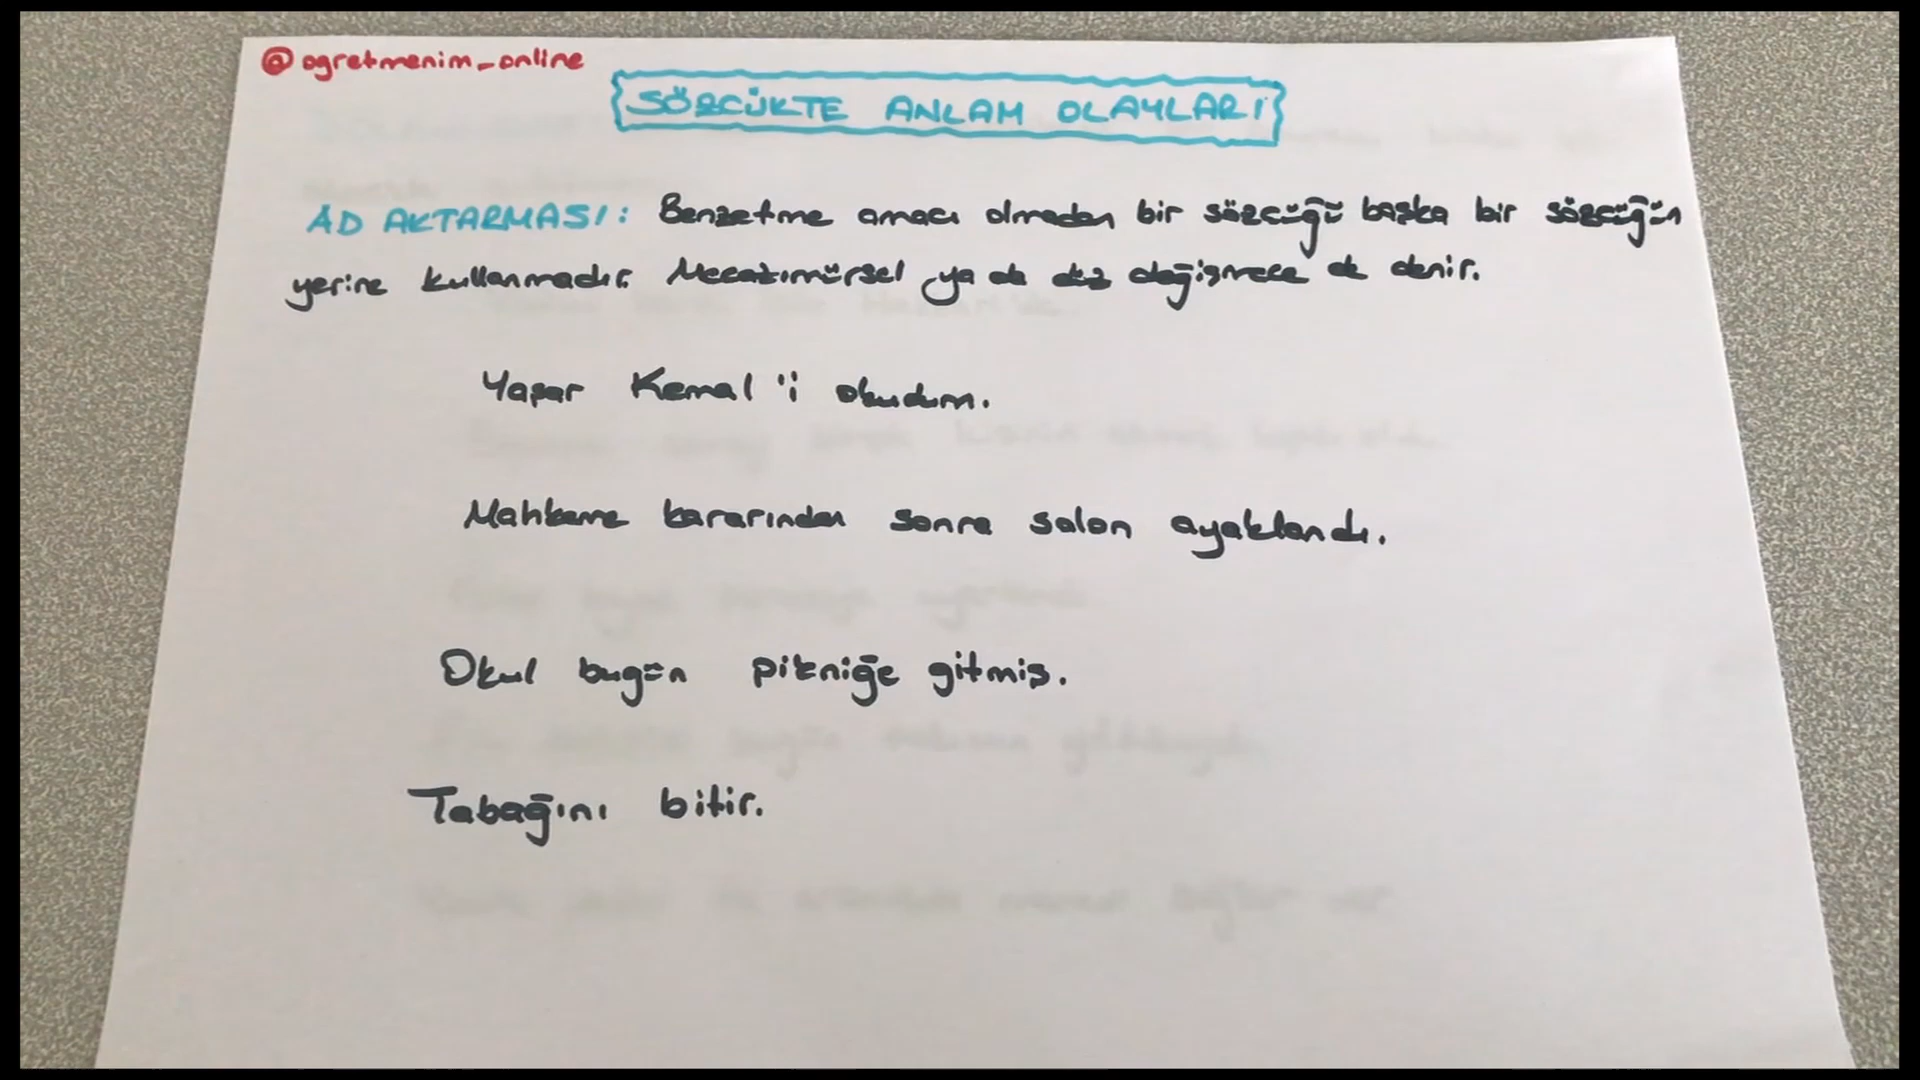 @ogretmenim_online
SÖZCÜKTE ANLAM OLAYLARI
AD AKTARMASI: Benzetme amacı olmadan bir sözcüğü başka bir sözcüğün
yerine kullanmadır. Mecazımürsel ya da düz değişmece de denir.
Yaşar Kemal'i okudum.
Mahkeme kararından sonra salon ayaklandı.
Okul bugün pikniğe gitmiş.
Tabağını bitir.